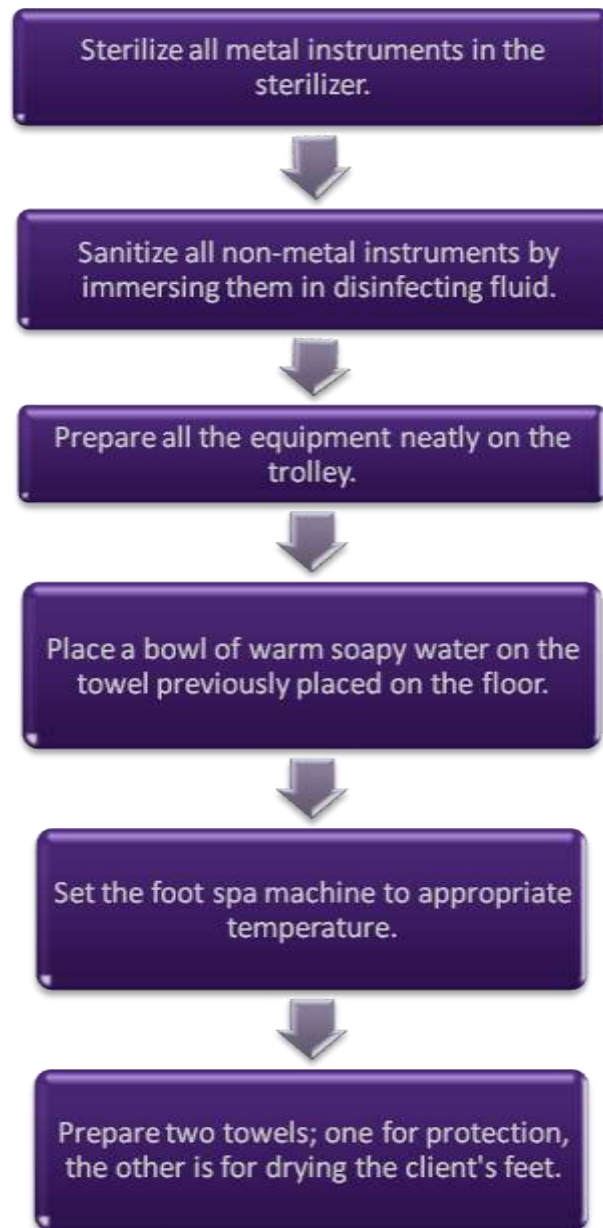 Sterilize all metal instruments in the
sterilizer.
Sanitize all non-metal instruments by
immersing them in disinfecting fluid.
Prepare all the equipment neatly on the
trolley.
Place a bowl of warm soapy water on the
towel previously placed on the floor.
Set the foot spa machine to appropriate
temperature.
Prepare two towels; one for protection,
the other is for drying the client's feet.